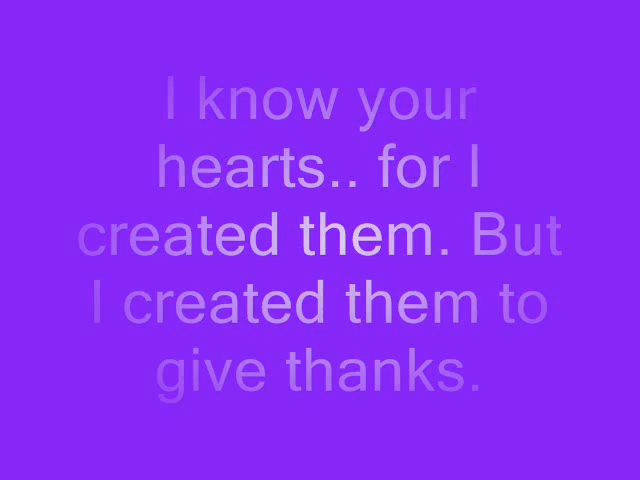 I know your
hearts.. for I
created them. But
I created them to
give thanks.